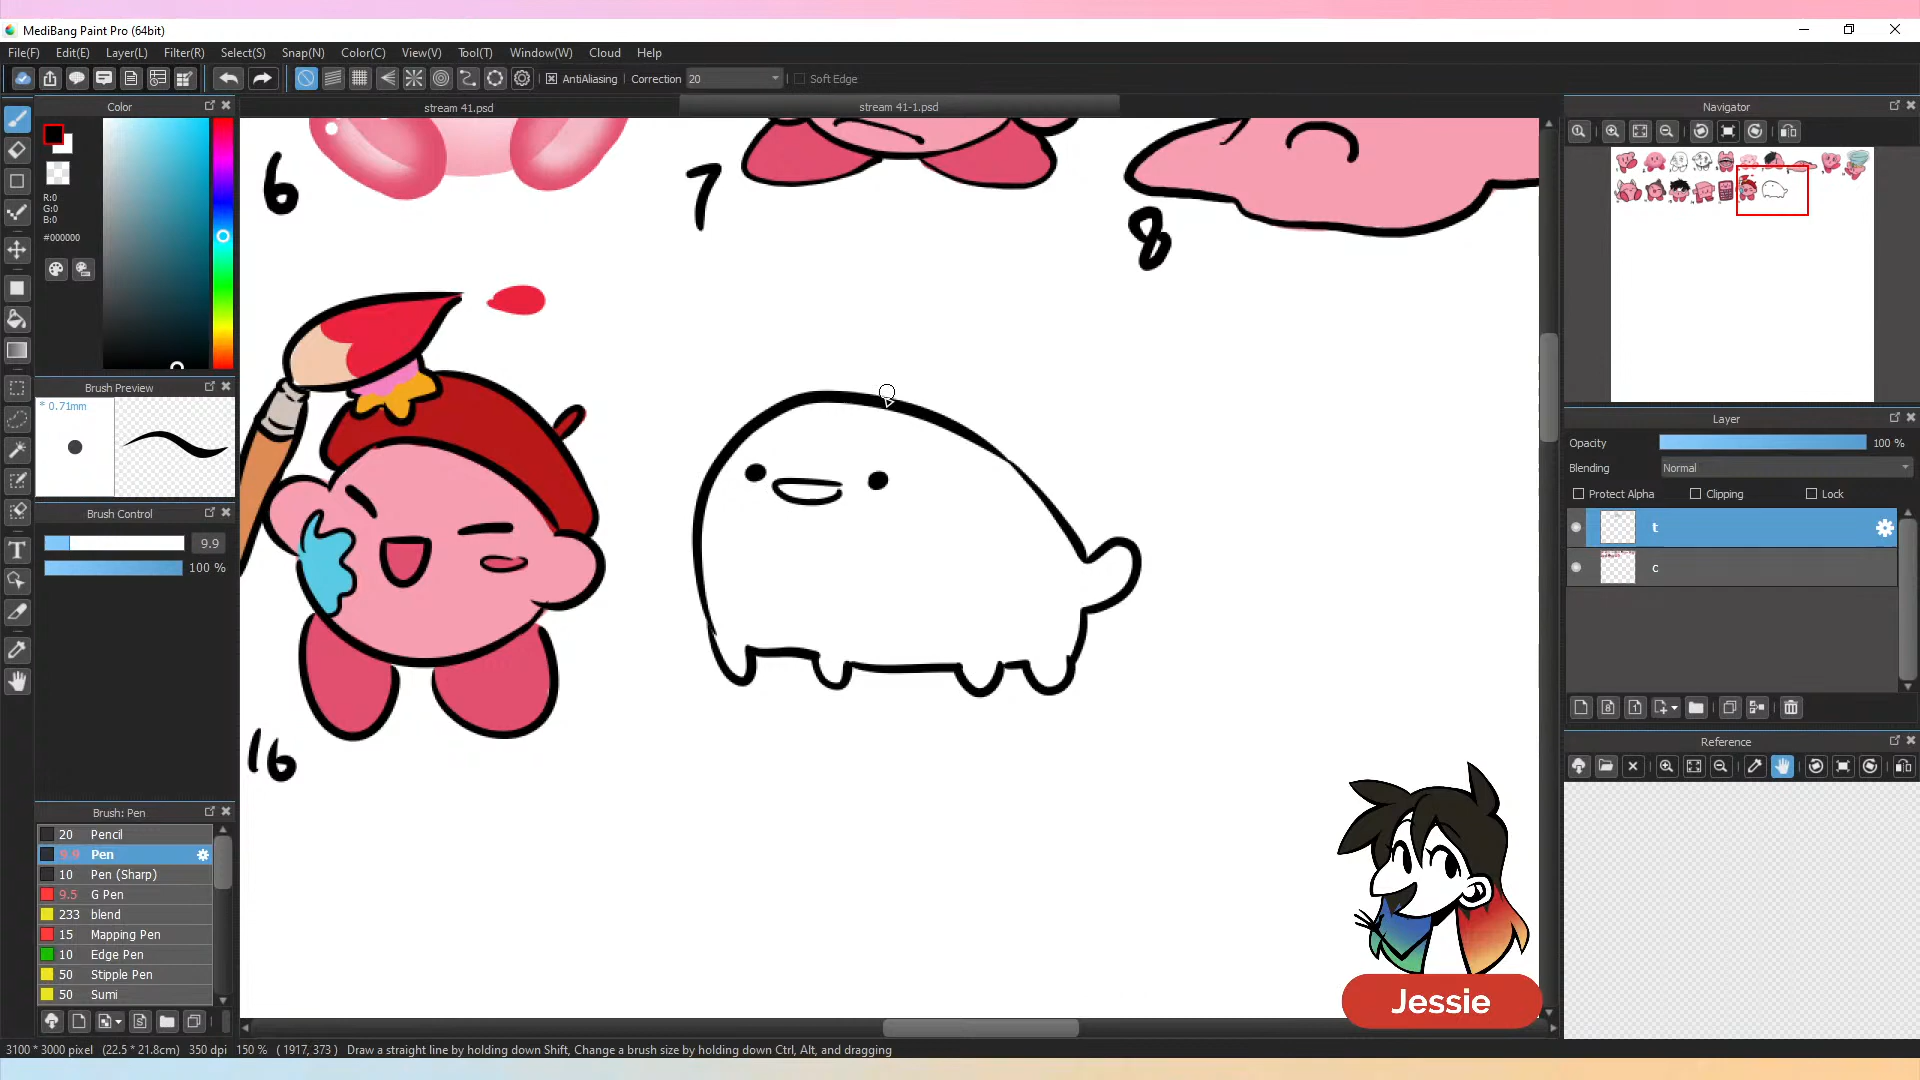 MediBang Paint Pro (64bit)
File(F) Edit(E) Layer(L) Filter(R) Select(S) Snap(N) Color(C) View(V) Tool(T) Window(W) Cloud Help
AntiAliasing Correction 20 Soft Edge
Color
stream 41.psd
stream 41-1.psd
Navigator
R:0
G:0
B:0
#000000
6
7
8
Brush Preview
* 0.71mm
Layer
Opacity 100 %
Blending Normal
Protect Alpha Clipping Lock
t
c
Brush Control
9.9
100 %
16
Reference
Brush: Pen
20 Pencil
9.9 Pen
10 Pen (Sharp)
9.5 G Pen
233 blend
15 Mapping Pen
10 Edge Pen
50 Stipple Pen
50 Sumi
Jessie
3100 * 3000 pixel (22.5 * 21.8cm) 350 dpi 150 % ( 1917, 373 ) Draw a straight line by holding down Shift, Change a brush size by holding down Ctrl, Alt, and dragging